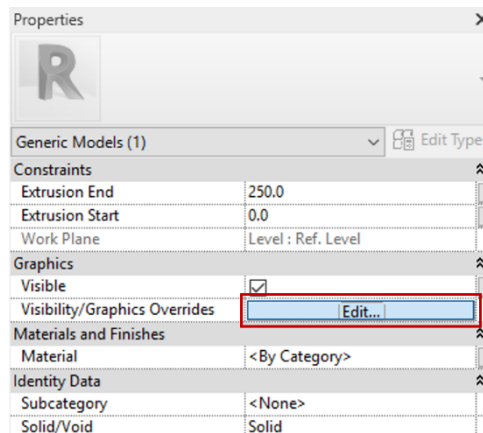 Properties
R
Generic Models (1)
Edit Type
Constraints
Extrusion End 250.0
Extrusion Start 0.0
Work Plane Level : Ref. Level
Graphics
Visible
Visibility/Graphics Overrides Edit...
Materials and Finishes
Material <By Category>
Identity Data
Subcategory <None>
Solid/Void Solid